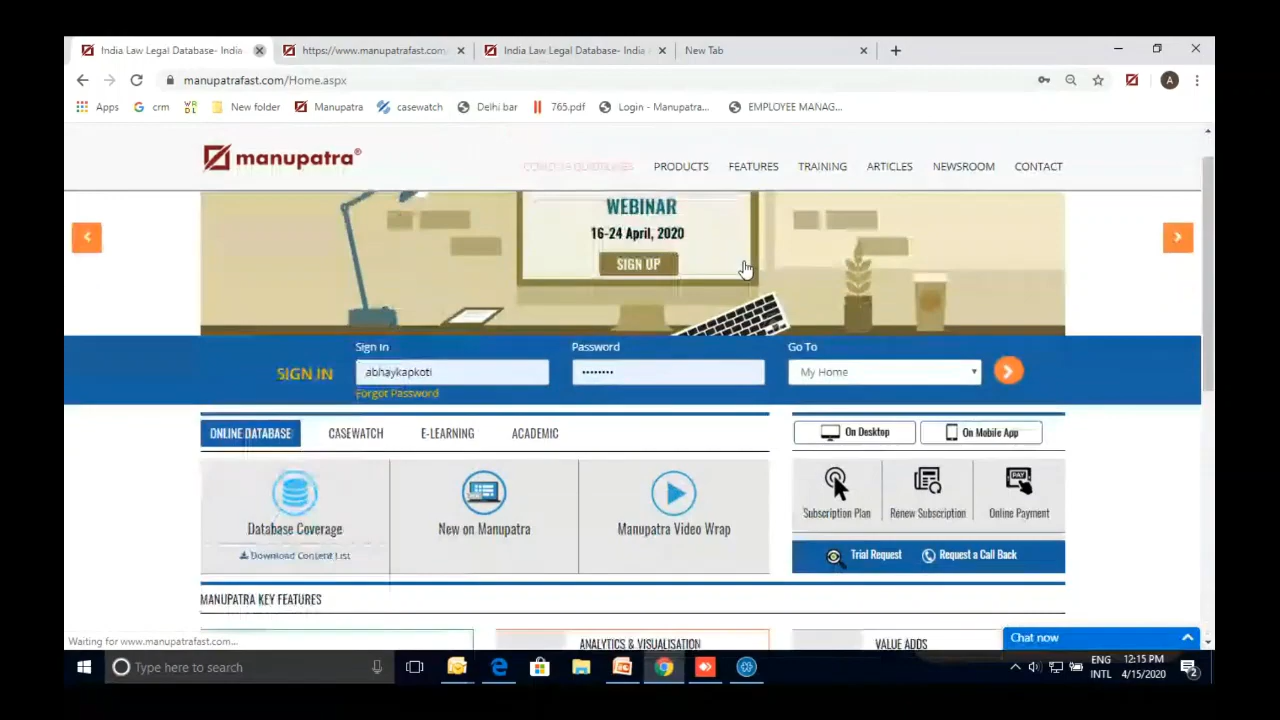 India Law Legal Database- India
https://www.manupatrafast.com
India Law Legal Database- India
New Tab
manupatrafast.com/Home.aspx
Apps
crm
New folder
Manupatra
casewatch
Delhi bar
765.pdf
Login - Manupatra...
EMPLOYEE MANAG...
manupatra®
PRODUCTS
FEATURES
TRAINING
ARTICLES
NEWSROOM
CONTACT
WEBINAR
16-24 April, 2020
SIGN UP
SIGN IN
Sign in
Password
Go To
abhaykapkoti
••••••••
My Home
Forgot Password
ONLINE DATABASE
CASEWATCH
E-LEARNING
ACADEMIC
On Desktop
On Mobile App
Database Coverage
Download Content List
New on Manupatra
Manupatra Video Wrap
PAY
Subscription Plan
Renew Subscription
Online Payment
Trial Request
Request a Call Back
MANUPATRA KEY FEATURES
ANALYTICS & VISUALISATION
VALUE ADDS
Waiting for www.manupatrafast.com...
Chat now
Type here to search
ENG
INTL
12:15 PM
4/15/2020
2